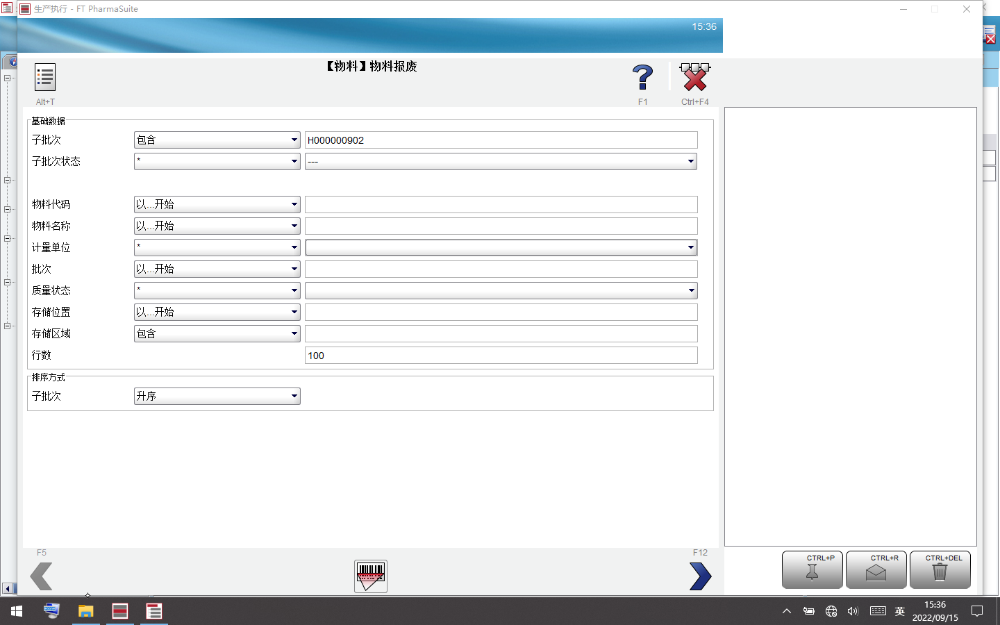 生产执行 - FT PharmaSuite
15:36
【物料】物料报废
Alt+T
F1
Ctrl+F4
基础数据
子批次 包含 H000000902
子批次状态 * ---
物料代码 以...开始
物料名称 以...开始
计量单位 *
批次 以...开始
质量状态 *
存储位置 以...开始
存储区域 包含
行数 100
排序方式
子批次 升序
F5
F12
CTRL+P
CTRL+R
CTRL+DEL
英
15:36
2022/09/15